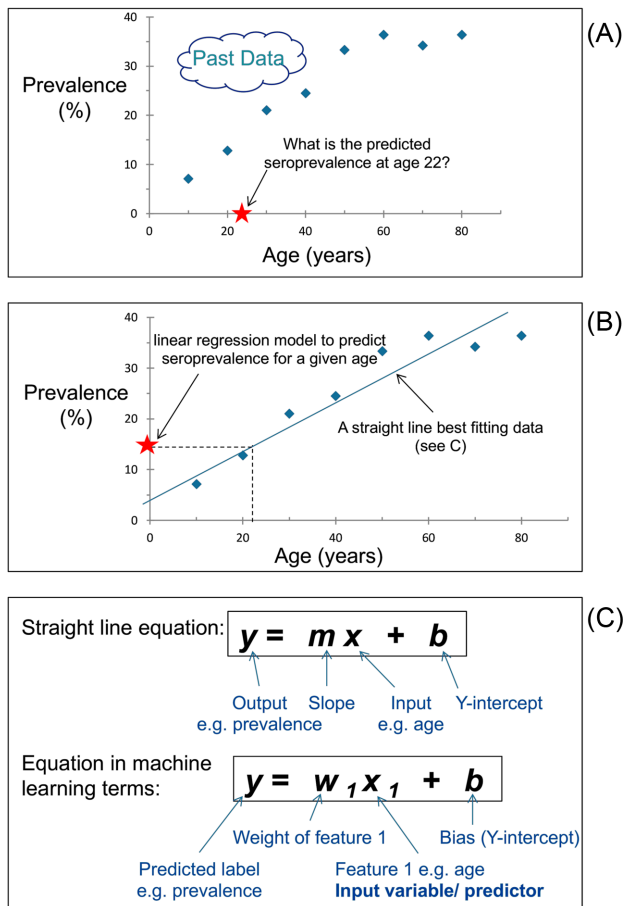 (A)
40
30
20
10
0
Prevalence
(%)
Past Data
What is the predicted
seroprevalence at age 22?
0 20 40 60 80
Age (years)
(B)
40
30
20
10
0
Prevalence
(%)
linear regression model to predict
seroprevalence for a given age
A straight line best fitting data
(see C)
0 20 40 60 80
Age (years)
(C)
Straight line equation:
y = m x + b
Output Slope Input Y-intercept
e.g. prevalence e.g. age
Equation in machine
learning terms:
y = w 1 x 1 + b
Weight of feature 1 Bias (Y-intercept)
Predicted label Feature 1 e.g. age
e.g. prevalence Input variable/ predictor